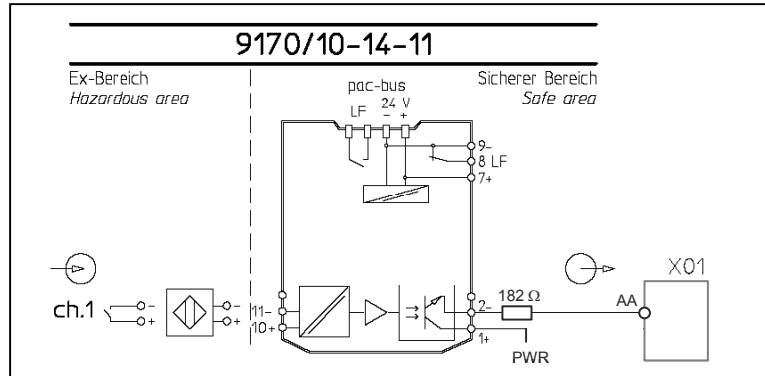 9170/10-14-11
Ex-Bereich
Hazardous area
pac-bus
Sicherer Bereich
Safe area
LF
24 V
- +
9-
8 LF
7+
ch.1
-
+
-
+
11-
10+
2-
1+
182 Ω
PWR
AA
X01